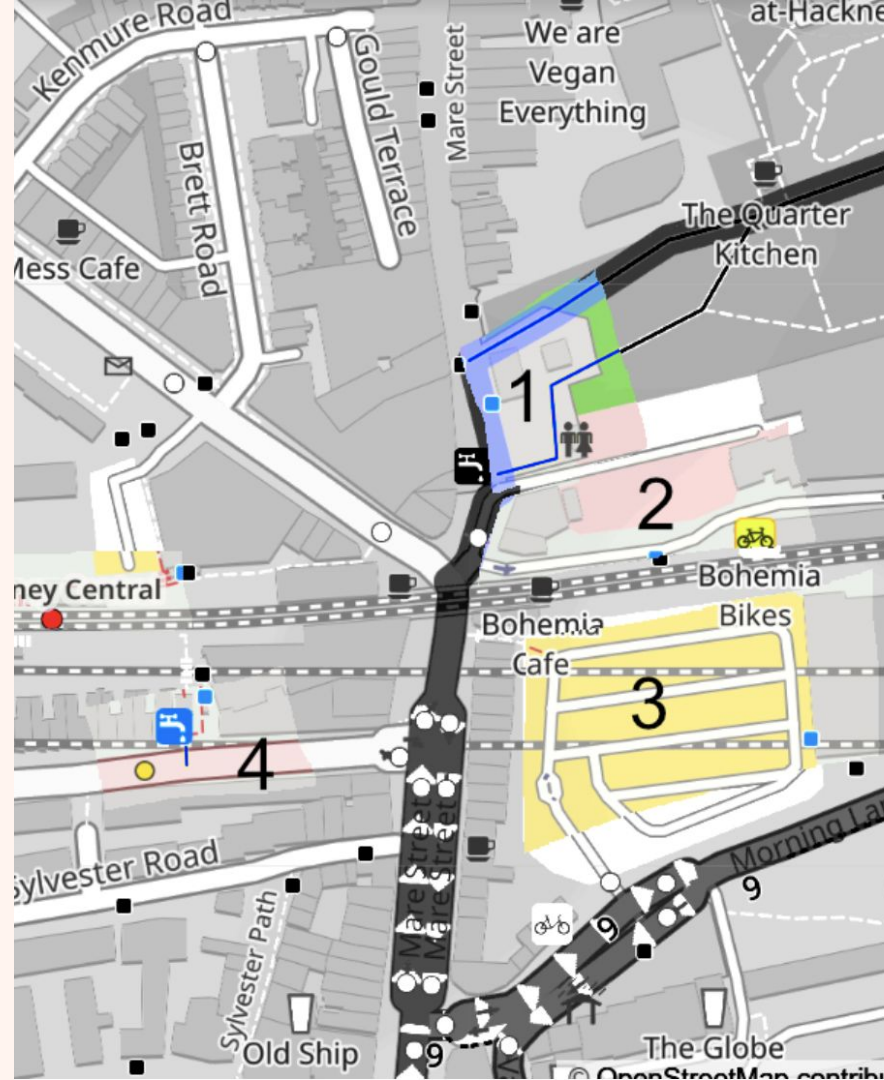 Kenmure Road
at-Hackne
We are
Vegan
Everything
Gould Terrace
Mare Street
Brett Road
The Quarter
Kitchen
Mess Cafe
1
2
ney Central
Bohemia
Bikes
Bohemia
Cafe
3
4
Mare Street
Mare Street
Morning La
Sylvester Road
9
9
Sylvester Path
Old Ship
9
The Globe
© OpenStreetMap contribu